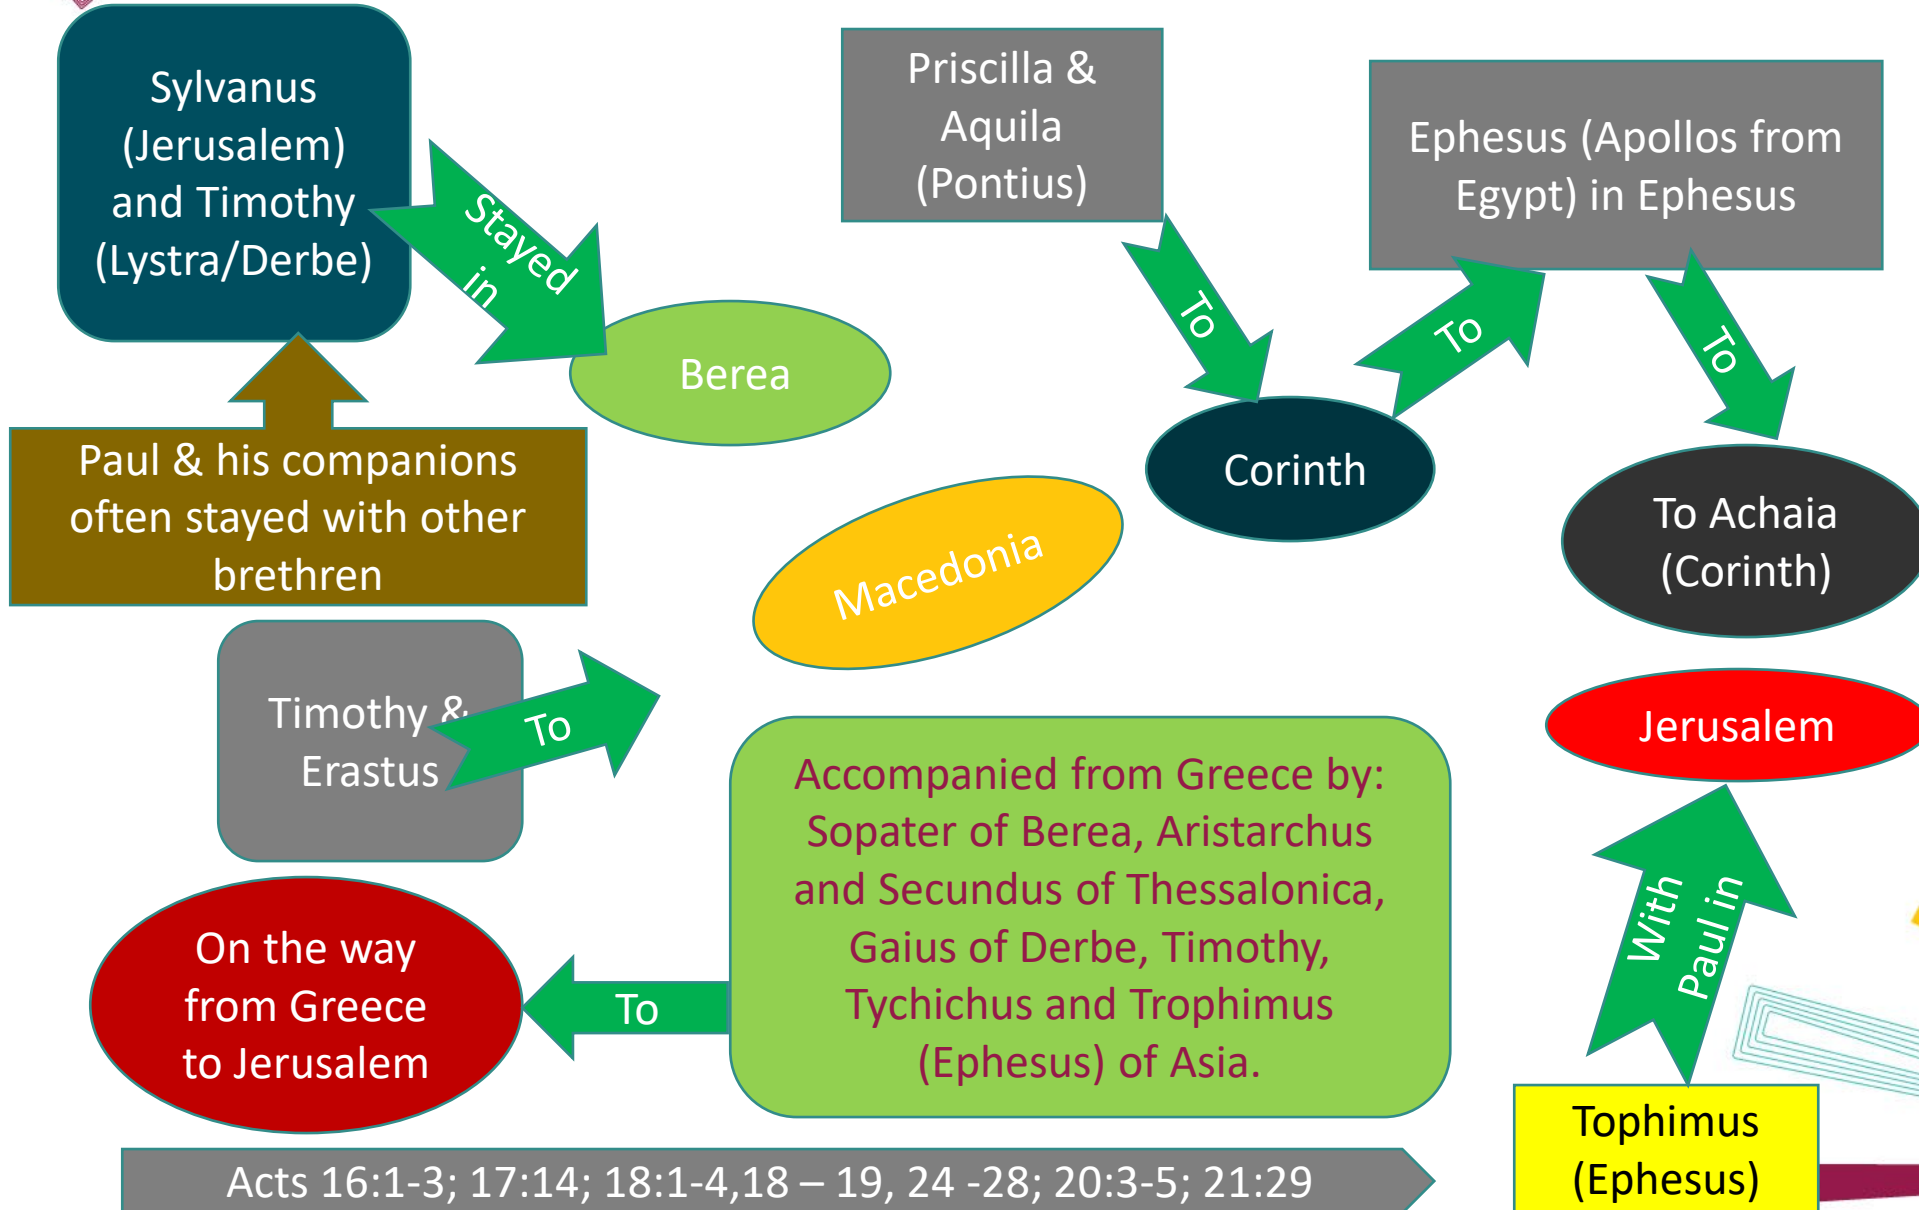 Sylvanus
(Jerusalem)
and Timothy
(Lystra/Derbe)
Stayed
in
Berea
Paul & his companions
often stayed with other
brethren
Priscilla &
Aquila
(Pontius)
To
Corinth
To
Ephesus (Apollos from
Egypt) in Ephesus
To
To Achaia
(Corinth)
Macedonia
Timothy &
Erastus
To
Accompanied from Greece by:
Sopater of Berea, Aristarchus
and Secundus of Thessalonica,
Gaius of Derbe, Timothy,
Tychichus and Trophimus
(Ephesus) of Asia.
To
On the way
from Greece
to Jerusalem
Jerusalem
With
Paul in
Tophimus
(Ephesus)
Acts 16:1-3; 17:14; 18:1-4,18 – 19, 24 -28; 20:3-5; 21:29